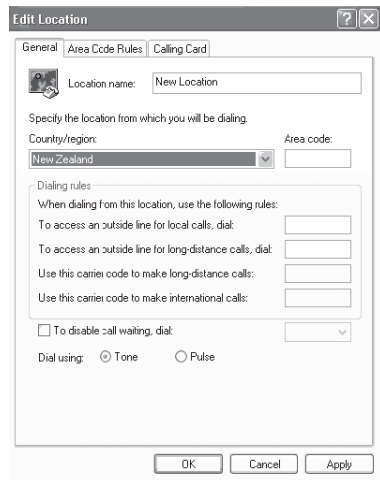 Edit Location
General Area Code Rules Calling Card
Location name: New Location
Specify the location from which you will be dialing.
Country/region: Area code:
New Zealand
Dialing rules
When dialing from this location, use the following rules:
To access an outside line for local calls, dial:
To access an outside line for long-distance calls, dial:
Use this carrier code to make long-distance calls:
Use this carrier code to make international calls:
To disable call waiting, dial:
Dial using: Tone Pulse
OK Cancel Apply